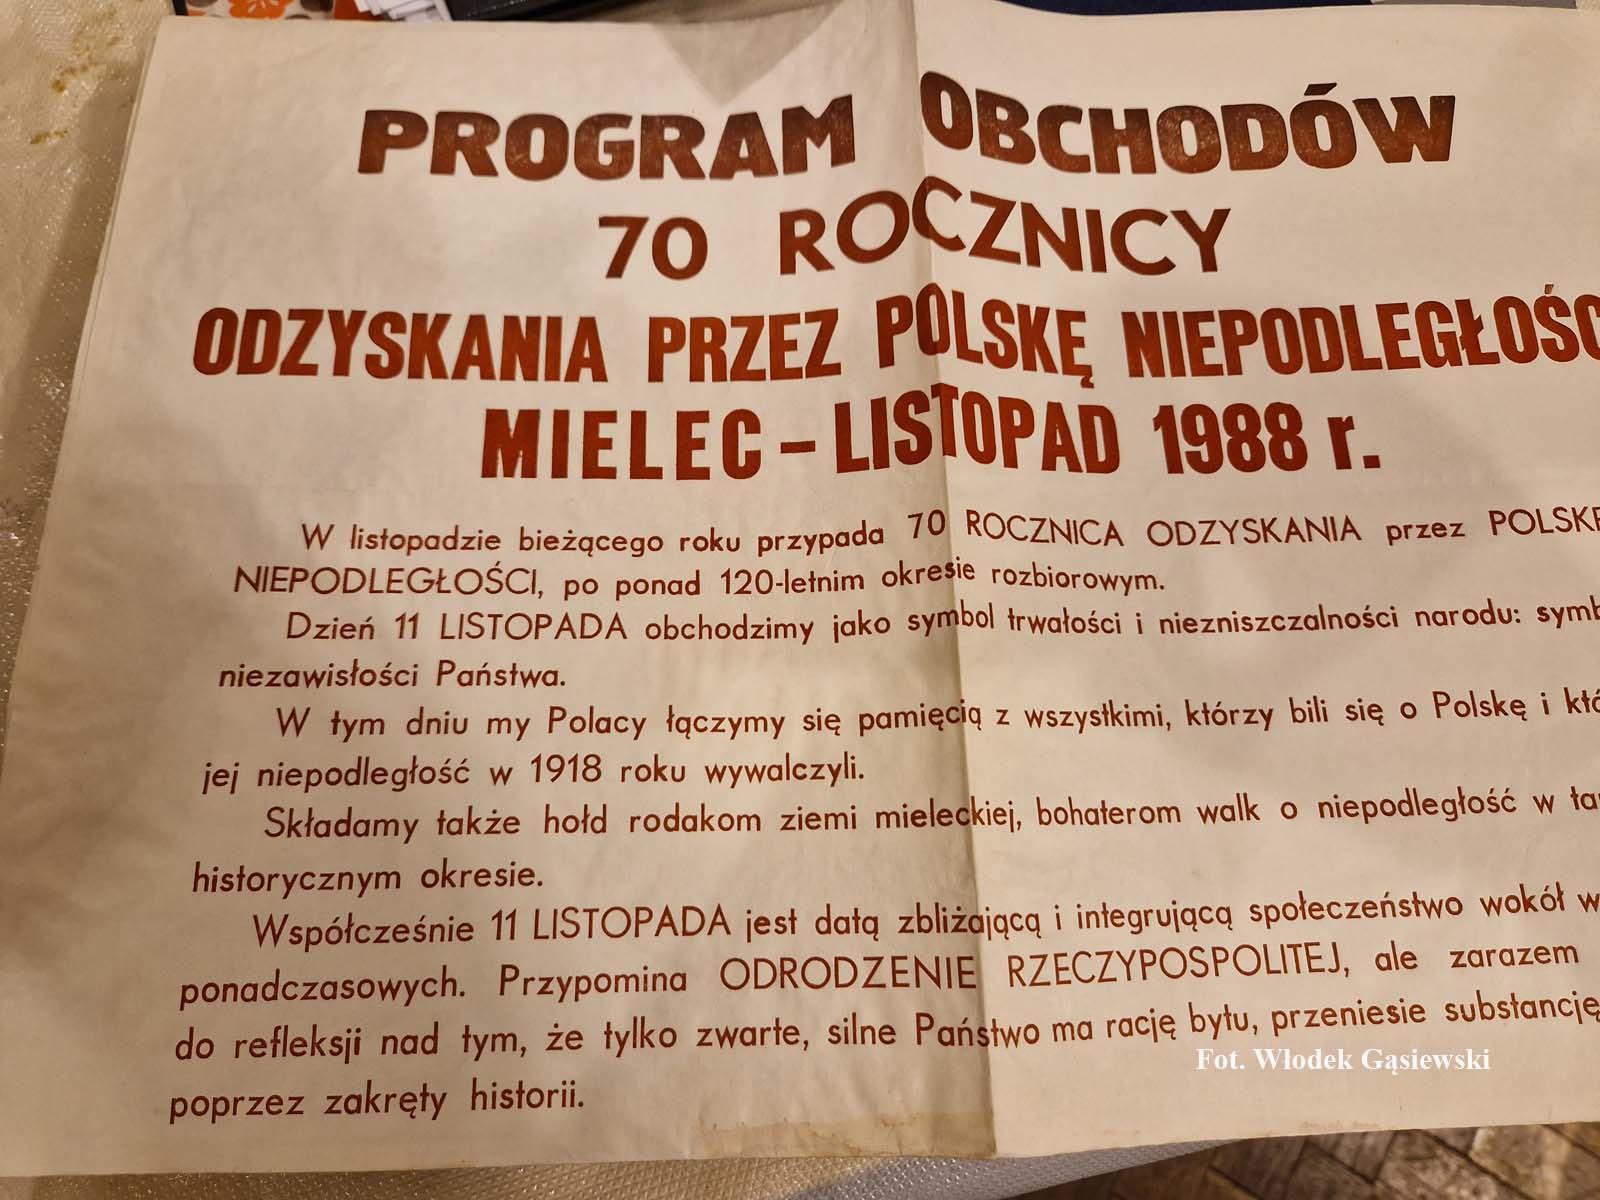 PROGRAM OBCHODÓW
70 ROCZNICY
ODZYSKANIA PRZEZ POLSKĘ NIEPODLEGŁOŚC
MIELEC – LISTOPAD 1988 r.
W listopadzie bieżącego roku przypada 70 ROCZNICA ODZYSKANIA przez POLSKĘ
NIEPODLEGŁOŚCI, po ponad 120-letnim okresie rozbiorowym.
Dzień 11 LISTOPADA obchodzimy jako symbol trwałości i niezniszczalności narodu: symb
niezawisłości Państwa.
W tym dniu my Polacy łączymy się pamięcią z wszystkimi, którzy bili się o Polskę i któ
jej niepodległość w 1918 roku wywalczyli.
Składamy także hołd rodakom ziemi mieleckiej, bohaterom walk o niepodległość w ta
historycznym okresie.
Współcześnie 11 LISTOPADA jest datą zbliżającą i integrującą społeczeństwo wokół w
ponadczasowych. Przypomina ODRODZENIE RZECZYPOSPOLITEJ, ale zarazem
do refleksji nad tym, że tylko zwarte, silne Państwo ma rację bytu, przeniesie substancję
poprzez zakręty historii.
Fot. Włodek Gąsiewski